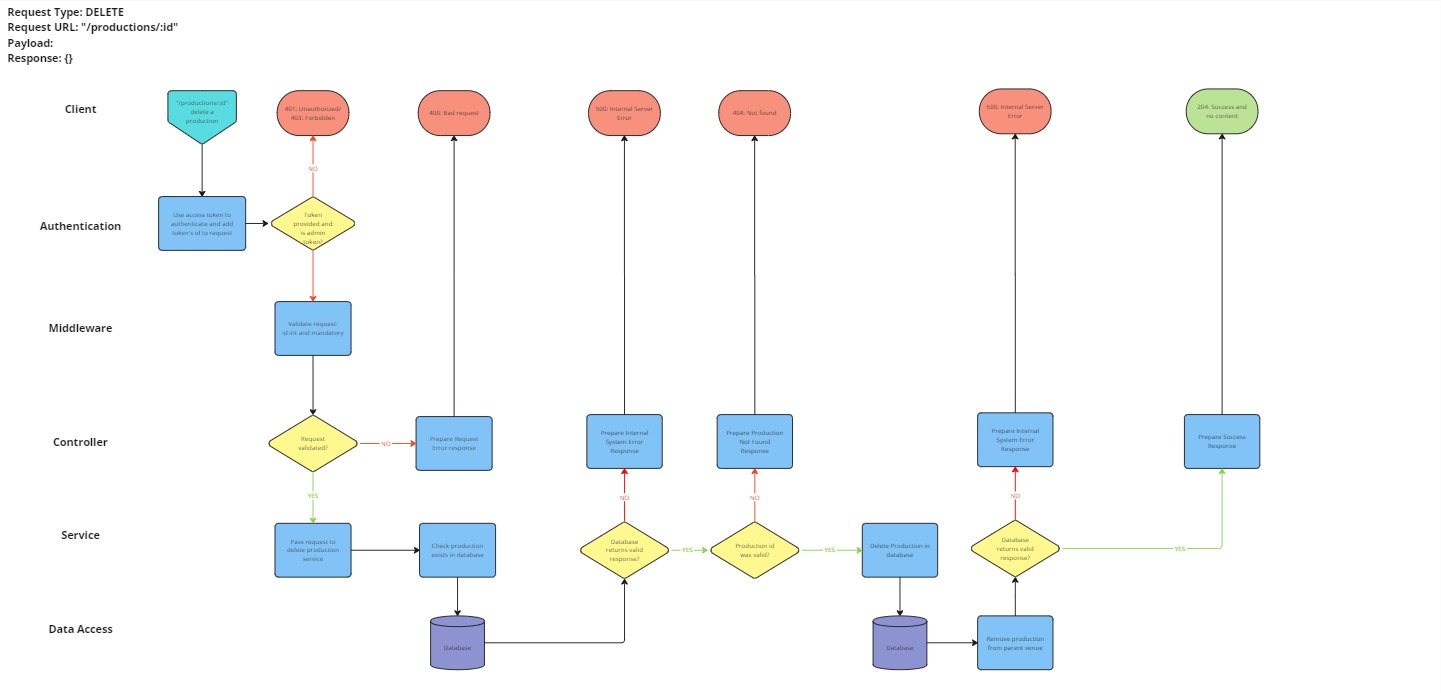 Request Type: DELETE
Request URL: "/productions/:id"
Payload:
Response: {}
Client
"/productions/:id"
delete a
production
401: Unauthorized/
403: Forbidden
400: Bad request
500: Internal Server
Error
404: Not found
500: Internal Server
Error
204: Success and
no content
NO
Authentication
Use access token to
authenticate and add
token's id to request
Token
provided and
is admin
token?
Middleware
Validate request:
id int and mandatory
Controller
Request
validated?
NO
Prepare Request
Error response
Prepare Internal
System Error
Response
Prepare Production
Not Found
Response
Prepare Internal
System Error
Response
Prepare Success
Response
YES
NO
NO
NO
Service
Pass request to
delete production
service
Check production
exists in database
Database
returns valid
response?
YES
Production id
was valid?
YES
Delete Production in
database
Database
returns valid
response?
YES
Data Access
Database
Database
Remove production
from parent venue